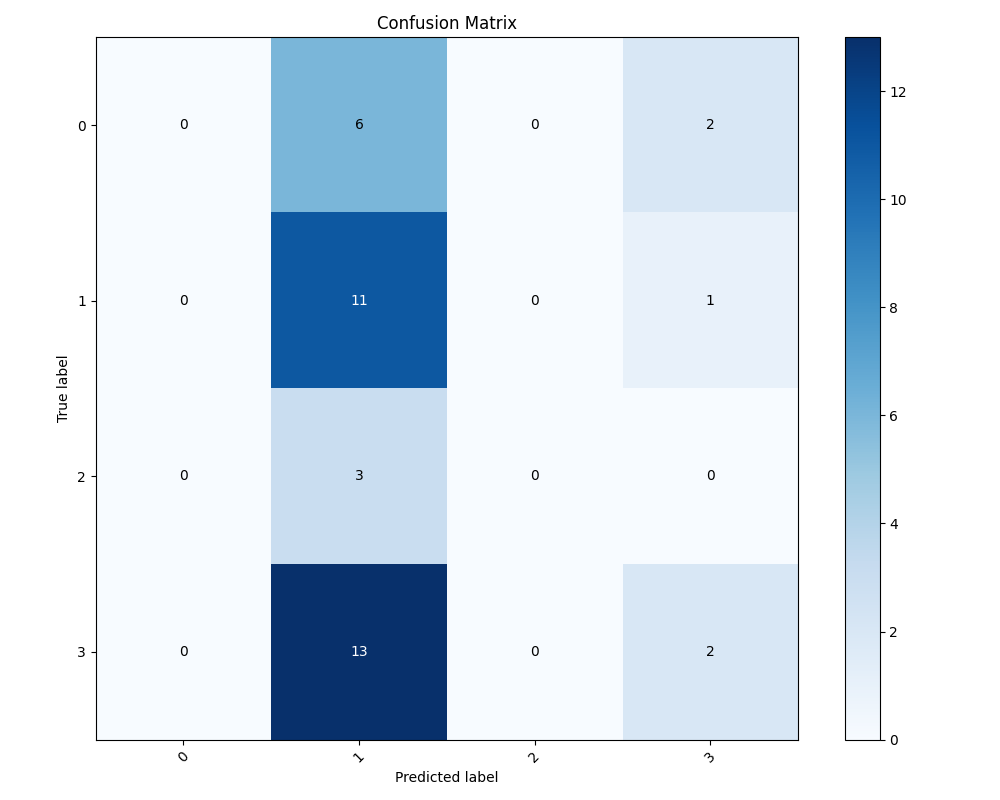 Confusion Matrix
0 0 6 0 2
1 0 11 0 1
2 0 3 0 0
3 0 13 0 2
0 1 2 3
True label
Predicted label
12
10
8
6
4
2
0